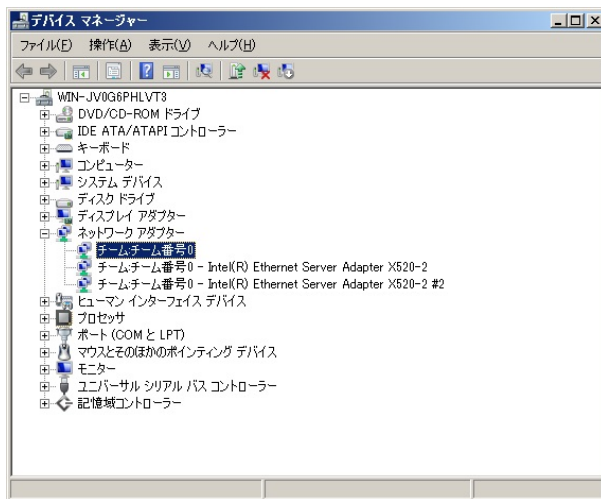 デバイス マネージャー
ファイル(F) 操作(A) 表示(V) ヘルプ(H)
WIN-JV0G6PHLVT3
DVD/CD-ROM ドライブ
IDE ATA/ATAPI コントローラー
キーボード
コンピューター
システム デバイス
ディスク ドライブ
ディスプレイ アダプター
ネットワーク アダプター
チーム:チーム番号0
チーム:チーム番号0 - Intel(R) Ethernet Server Adapter X520-2
チーム:チーム番号0 - Intel(R) Ethernet Server Adapter X520-2 #2
ヒューマン インターフェイス デバイス
プロセッサ
ポート (COM と LPT)
マウスとそのほかのポインティング デバイス
モニター
ユニバーサル シリアル バス コントローラー
記憶域コントローラー